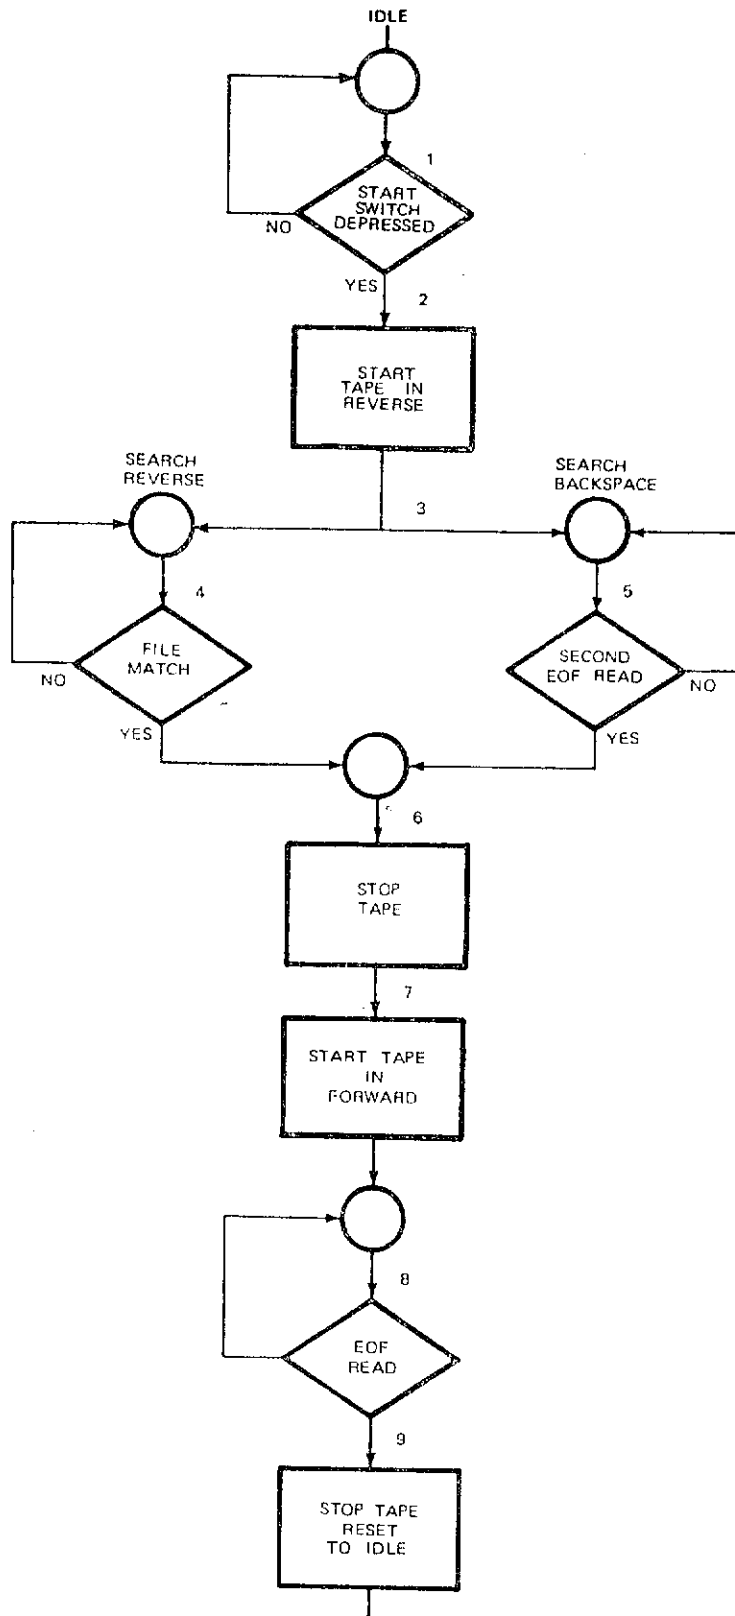 IDLE
1
START
SWITCH
DEPRESSED
NO
YES
2
START
TAPE IN
REVERSE
SEARCH
REVERSE
3
SEARCH
BACKSPACE
4
FILE
MATCH
NO
YES
5
SECOND
EOF READ
NO
YES
6
STOP
TAPE
7
START TAPE
IN
FORWARD
8
EOF
READ
9
STOP TAPE
RESET
TO IDLE